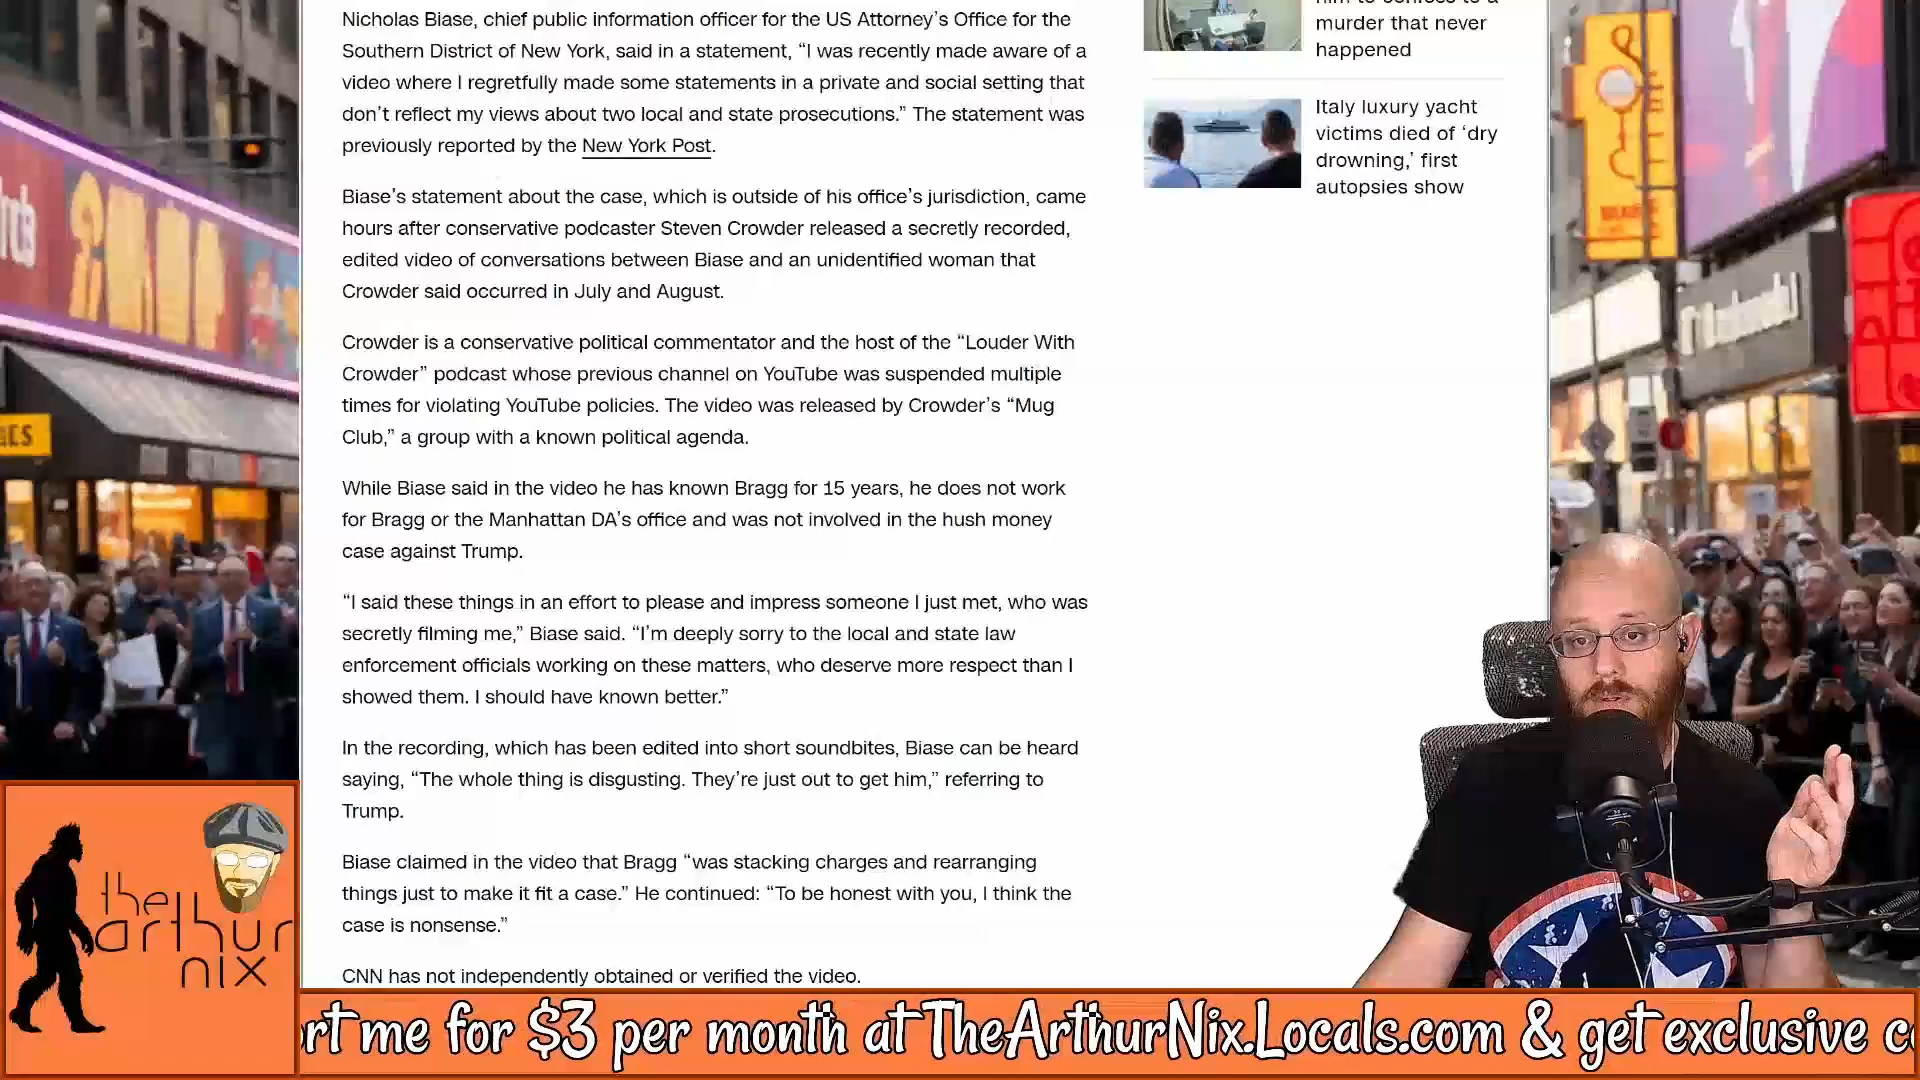 Nicholas Biase, chief public information officer for the US Attorney’s Office for the
Southern District of New York, said in a statement, “I was recently made aware of a
video where I regretfully made some statements in a private and social setting that
don’t reflect my views about two local and state prosecutions.” The statement was
previously reported by the New York Post.
Biase’s statement about the case, which is outside of his office’s jurisdiction, came
hours after conservative podcaster Steven Crowder released a secretly recorded,
edited video of conversations between Biase and an unidentified woman that
Crowder said occurred in July and August.
Crowder is a conservative political commentator and the host of the “Louder With
Crowder” podcast whose previous channel on YouTube was suspended multiple
times for violating YouTube policies. The video was released by Crowder’s “Mug
Club,” a group with a known political agenda.
While Biase said in the video he has known Bragg for 15 years, he does not work
for Bragg or the Manhattan DA’s office and was not involved in the hush money
case against Trump.
“I said these things in an effort to please and impress someone I just met, who was
secretly filming me,” Biase said. “I’m deeply sorry to the local and state law
enforcement officials working on these matters, who deserve more respect than I
showed them. I should have known better.”
In the recording, which has been edited into short soundbites, Biase can be heard
saying, “The whole thing is disgusting. They’re just out to get him,” referring to
Trump.
Biase claimed in the video that Bragg “was stacking charges and rearranging
things just to make it fit a case.” He continued: “To be honest with you, I think the
case is nonsense.”
CNN has not independently obtained or verified the video.
murder that never
happened
Italy luxury yacht
victims died of ‘dry
drowning,’ first
autopsies show
the
arthur
nix
rt me for $3 per month at TheArthurNix.Locals.com & get exclusive c